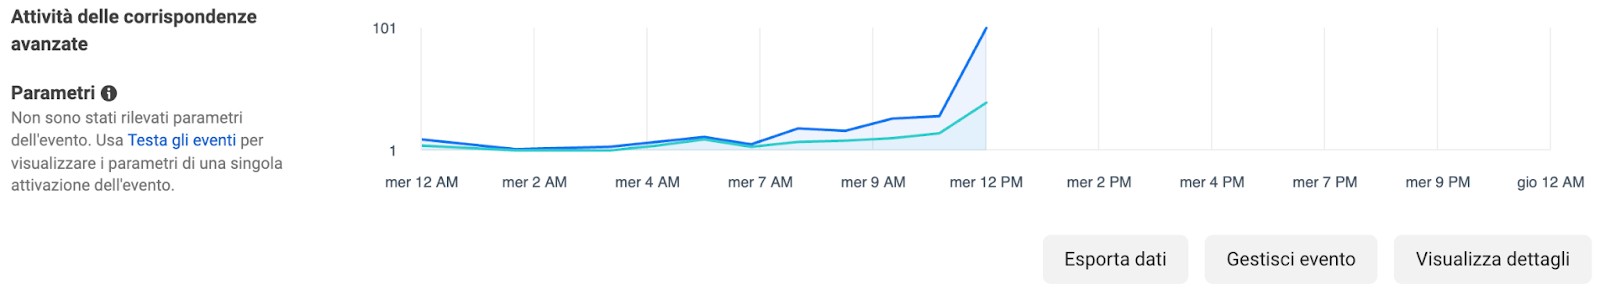 Attività delle corrispondenze
avanzate
Parametri
Non sono stati rilevati parametri
dell'evento. Usa Testa gli eventi per
visualizzare i parametri di una singola
attivazione dell'evento.
101
1
mer 12 AM mer 2 AM mer 4 AM mer 7 AM mer 9 AM mer 12 PM mer 2 PM mer 4 PM mer 7 PM mer 9 PM gio 12 AM
Esporta dati Gestisci evento Visualizza dettagli